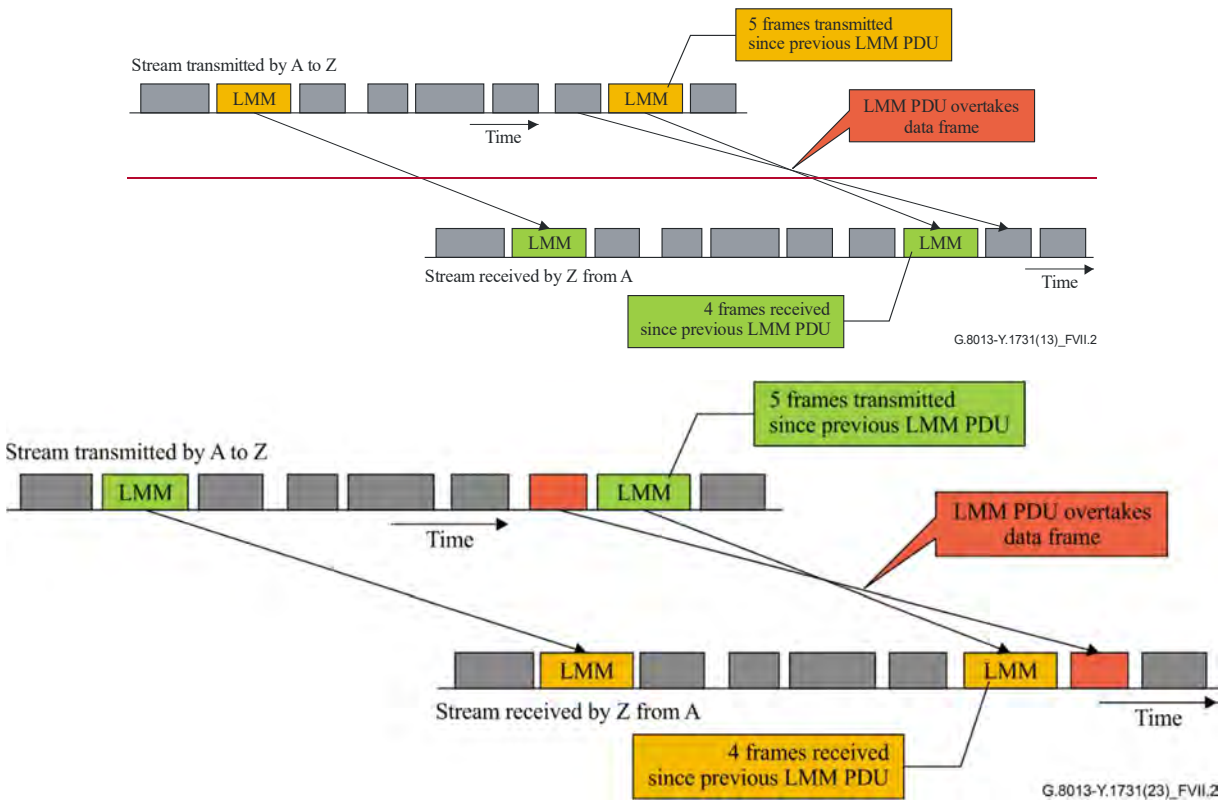 5 frames transmitted
since previous LMM PDU
Stream transmitted by A to Z
LMM
LMM
LMM PDU overtakes
data frame
Time
LMM
LMM
Stream received by Z from A
Time
4 frames received
since previous LMM PDU
G.8013-Y.1731(13)_FVII.2
5 frames transmitted
since previous LMM PDU
Stream transmitted by A to Z
LMM
LMM
LMM PDU overtakes
data frame
Time
LMM
LMM
Stream received by Z from A
Time
4 frames received
since previous LMM PDU
G.8013-Y.1731(23)_FVII.2